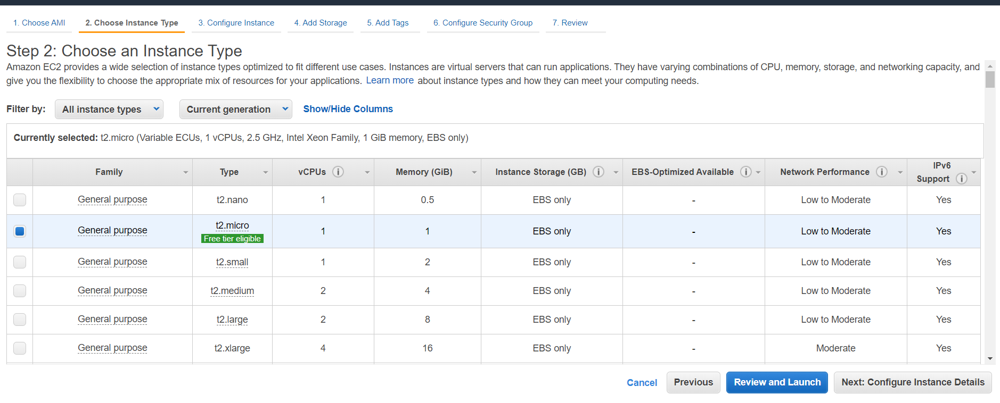 1. Choose AMI 2. Choose Instance Type 3. Configure Instance 4. Add Storage 5. Add Tags 6. Configure Security Group 7. Review
Step 2: Choose an Instance Type
Amazon EC2 provides a wide selection of instance types optimized to fit different use cases. Instances are virtual servers that can run applications. They have varying combinations of CPU, memory, storage, and networking capacity, and
give you the flexibility to choose the appropriate mix of resources for your applications. Learn more about instance types and how they can meet your computing needs.
Filter by: All instance types Current generation Show/Hide Columns
Currently selected: t2.micro (Variable ECUs, 1 vCPUs, 2.5 GHz, Intel Xeon Family, 1 GiB memory, EBS only)
Family Type vCPUs i Memory (GiB) Instance Storage (GB) i EBS-Optimized Available i Network Performance i IPv6 Support i
General purpose t2.nano 1 0.5 EBS only - Low to Moderate Yes
General purpose t2.micro 1 1 EBS only - Low to Moderate Yes
Free tier eligible
General purpose t2.small 1 2 EBS only - Low to Moderate Yes
General purpose t2.medium 2 4 EBS only - Low to Moderate Yes
General purpose t2.large 2 8 EBS only - Low to Moderate Yes
General purpose t2.xlarge 4 16 EBS only - Moderate Yes
Cancel Previous Review and Launch Next: Configure Instance Details